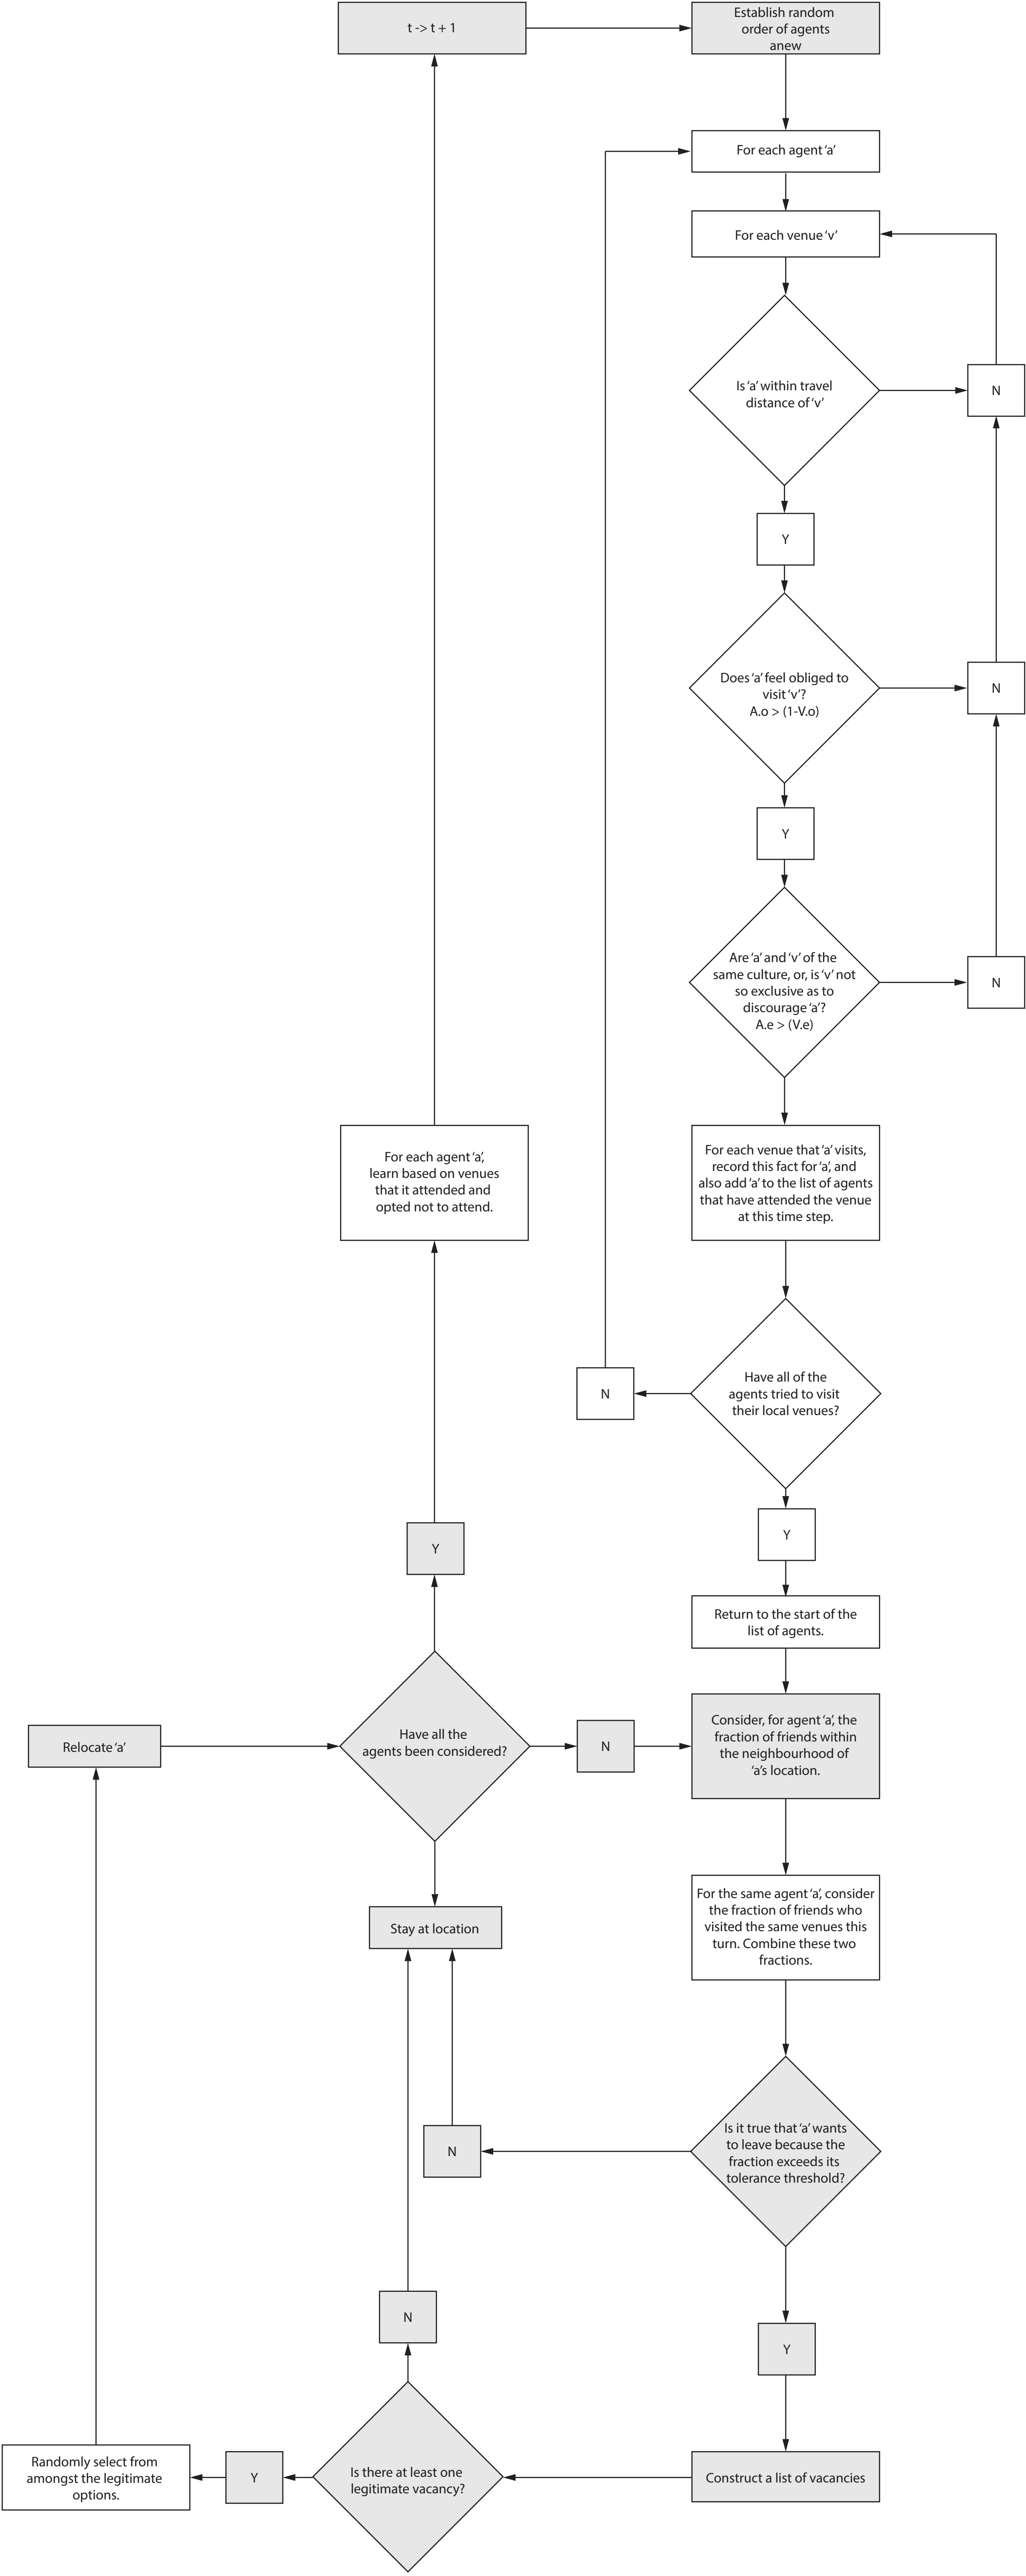 t -> t + 1
Establish random
order of agents
anew
For each agent ‘a’
For each venue ‘v’
Is ‘a’ within travel
distance of ‘v’
N
Y
Does ‘a’ feel obliged to
visit ‘v’?
A.o > (1-V.o)
N
Y
Are ‘a’ and ‘v’ of the
same culture, or, is ‘v’ not
so exclusive as to
discourage ‘a’?
A.e > (V.e)
N
For each agent ‘a’,
learn based on venues
that it attended and
opted not to attend.
For each venue that ‘a’ visits,
record this fact for ‘a’, and
also add ‘a’ to the list of agents
that have attended the venue
at this time step.
Have all of the
agents tried to visit
their local venues?
N
Y
Y
Return to the start of the
list of agents.
Relocate ‘a’
Have all the
agents been considered?
N
Consider, for agent ‘a’, the
fraction of friends within
the neighbourhood of
‘a’s location.
Stay at location
For the same agent ‘a’, consider
the fraction of friends who
visited the same venues this
turn. Combine these two
fractions.
N
Is it true that ‘a’ wants
to leave because the
fraction exceeds its
tolerance threshold?
N
Y
Randomly select from
amongst the legitimate
options.
Y
Is there at least one
legitimate vacancy?
Construct a list of vacancies